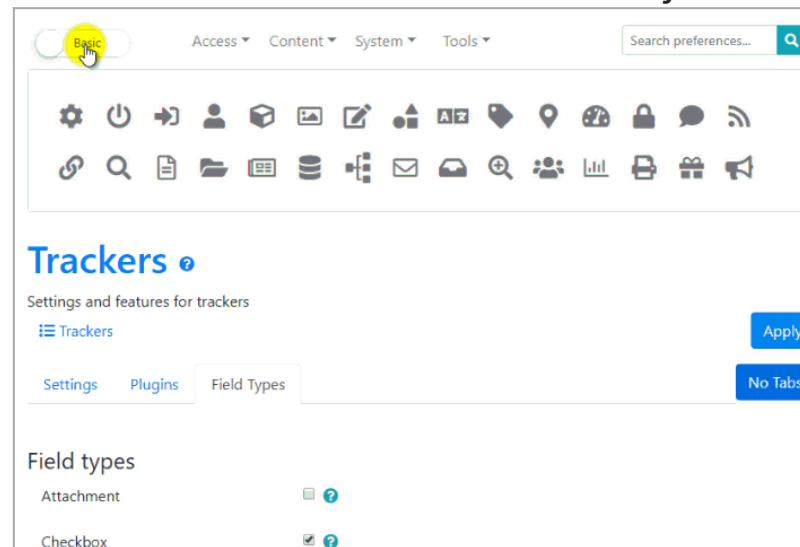 Basic
Access Content System Tools
Search preferences...
Trackers
Settings and features for trackers
Trackers
Apply
Settings Plugins Field Types
No Tabs
Field types
Attachment
Checkbox